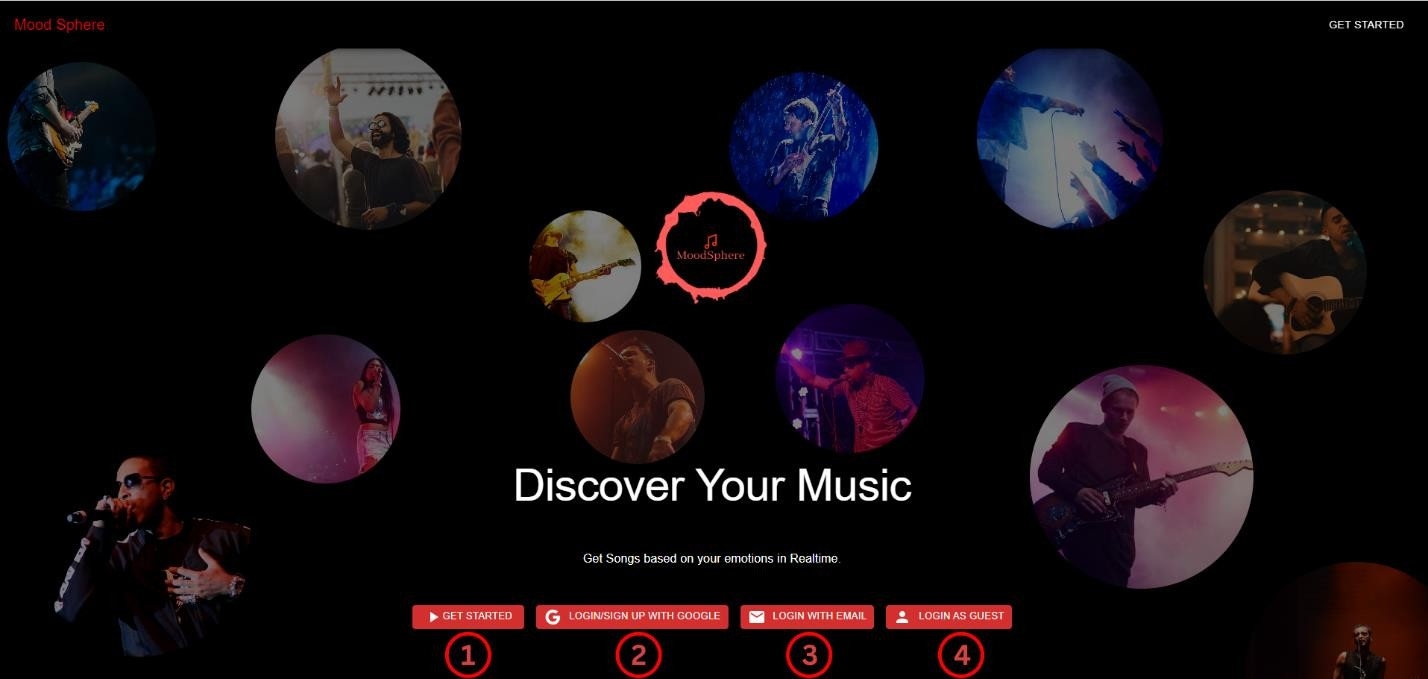 Mood Sphere
GET STARTED
MoodSphere
Discover Your Music
Get Songs based on your emotions in Realtime.
GET STARTED
LOGIN/SIGN UP WITH GOOGLE
LOGIN WITH EMAIL
LOGIN AS GUEST
1
2
3
4